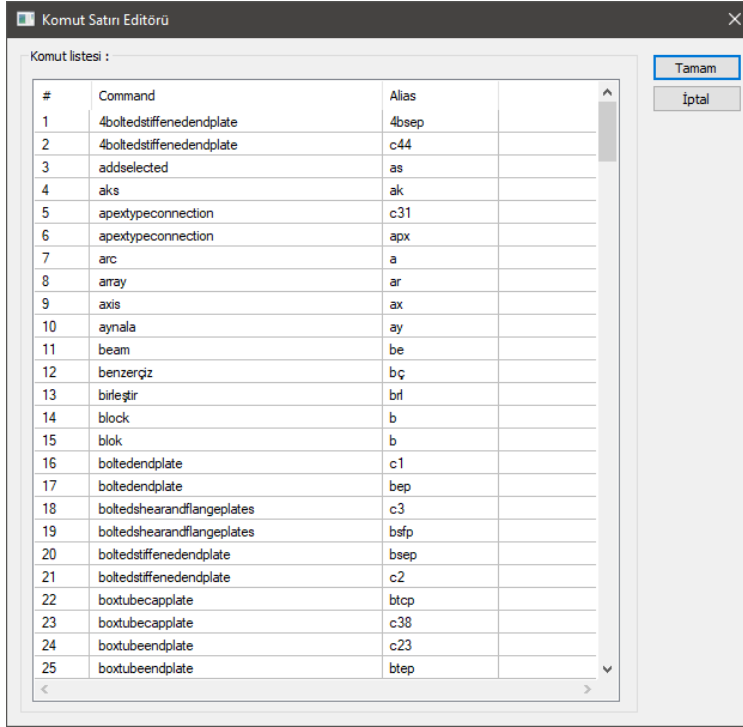 Komut Satırı Editörü
Komut listesi :
Tamam
İptal
# Command Alias
1 4boltedstiffenedendplate 4bsep
2 4boltedstiffenedendplate c44
3 addselected as
4 aks ak
5 apextypeconnection c31
6 apextypeconnection apx
7 arc a
8 array ar
9 axis ax
10 aynala ay
11 beam be
12 benzerçiz bç
13 birleştir brl
14 block b
15 blok b
16 boltedendplate c1
17 boltedendplate bep
18 boltedshearandflangeplates c3
19 boltedshearandflangeplates bsfp
20 boltedstiffenedendplate bsep
21 boltedstiffenedendplate c2
22 boxtubecapplate btcp
23 boxtubecapplate c38
24 boxtubeendplate c23
25 boxtubeendplate btep